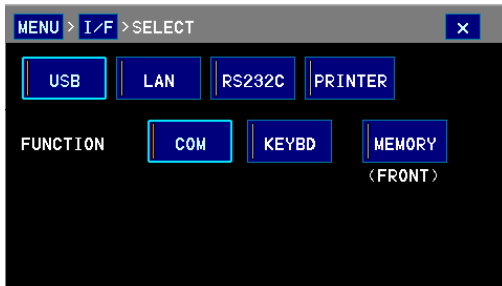 MENU > I/F >SELECT ×
USB LAN RS232C PRINTER
FUNCTION COM KEYBD MEMORY
(FRONT)